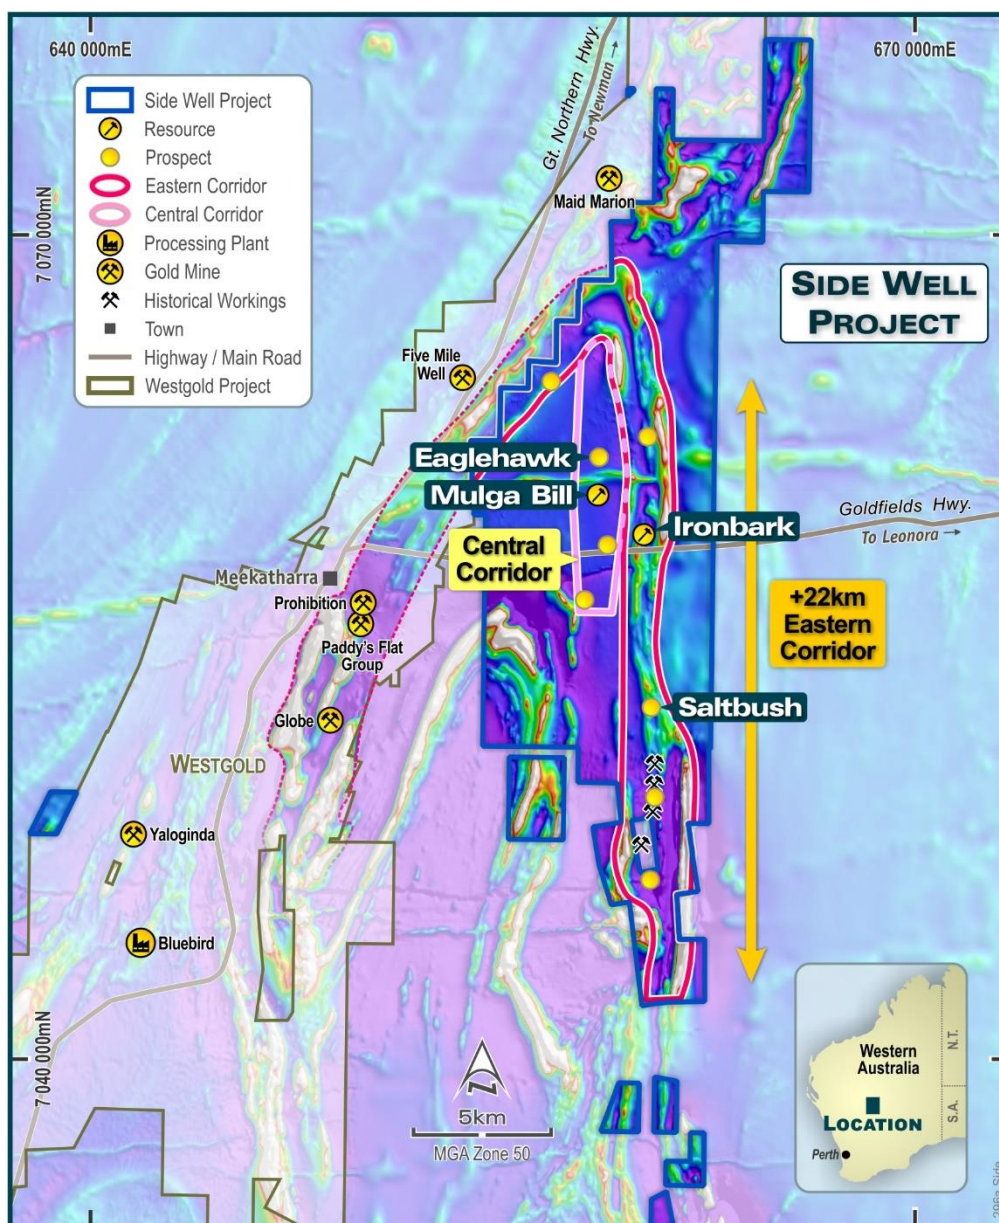 640 000mE
670 000mE
Side Well Project
Resource
Prospect
Eastern Corridor
Central Corridor
Processing Plant
Gold Mine
Historical Workings
Town
Highway / Main Road
Westgold Project
Gt. Northern Hwy.
To Newman →
7 070 000mN
Maid Marion
SIDE WELL
PROJECT
Five Mile
Well
Eaglehawk
Mulga Bill
Ironbark
Goldfields Hwy.
To Leonora →
Central
Corridor
Meekatharra
Prohibition
Paddy's Flat
Group
+22km
Eastern
Corridor
Globe
Saltbush
WESTGOLD
Yaloginda
Bluebird
7 040 000mN
N
5km
MGA Zone 50
Western
Australia
N.T.
S.A.
LOCATION
Perth